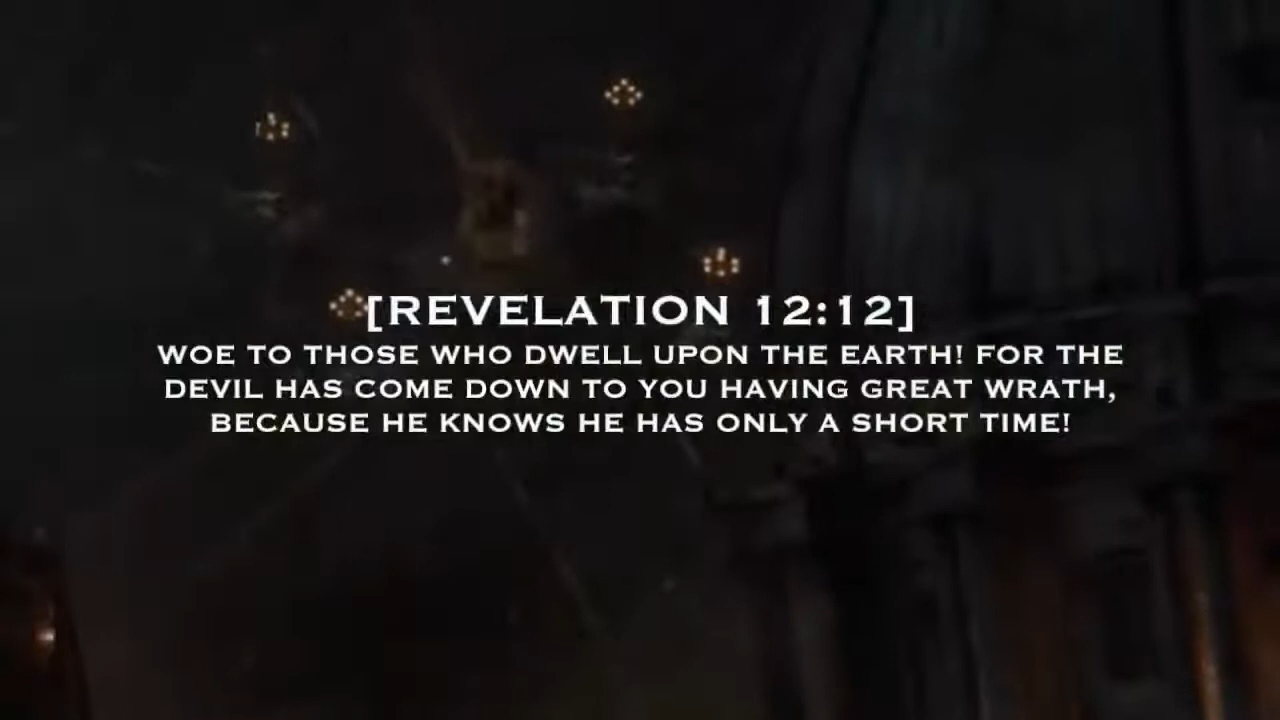 [REVELATION 12:12]
WOE TO THOSE WHO DWELL UPON THE EARTH! FOR THE
DEVIL HAS COME DOWN TO YOU HAVING GREAT WRATH,
BECAUSE HE KNOWS HE HAS ONLY A SHORT TIME!